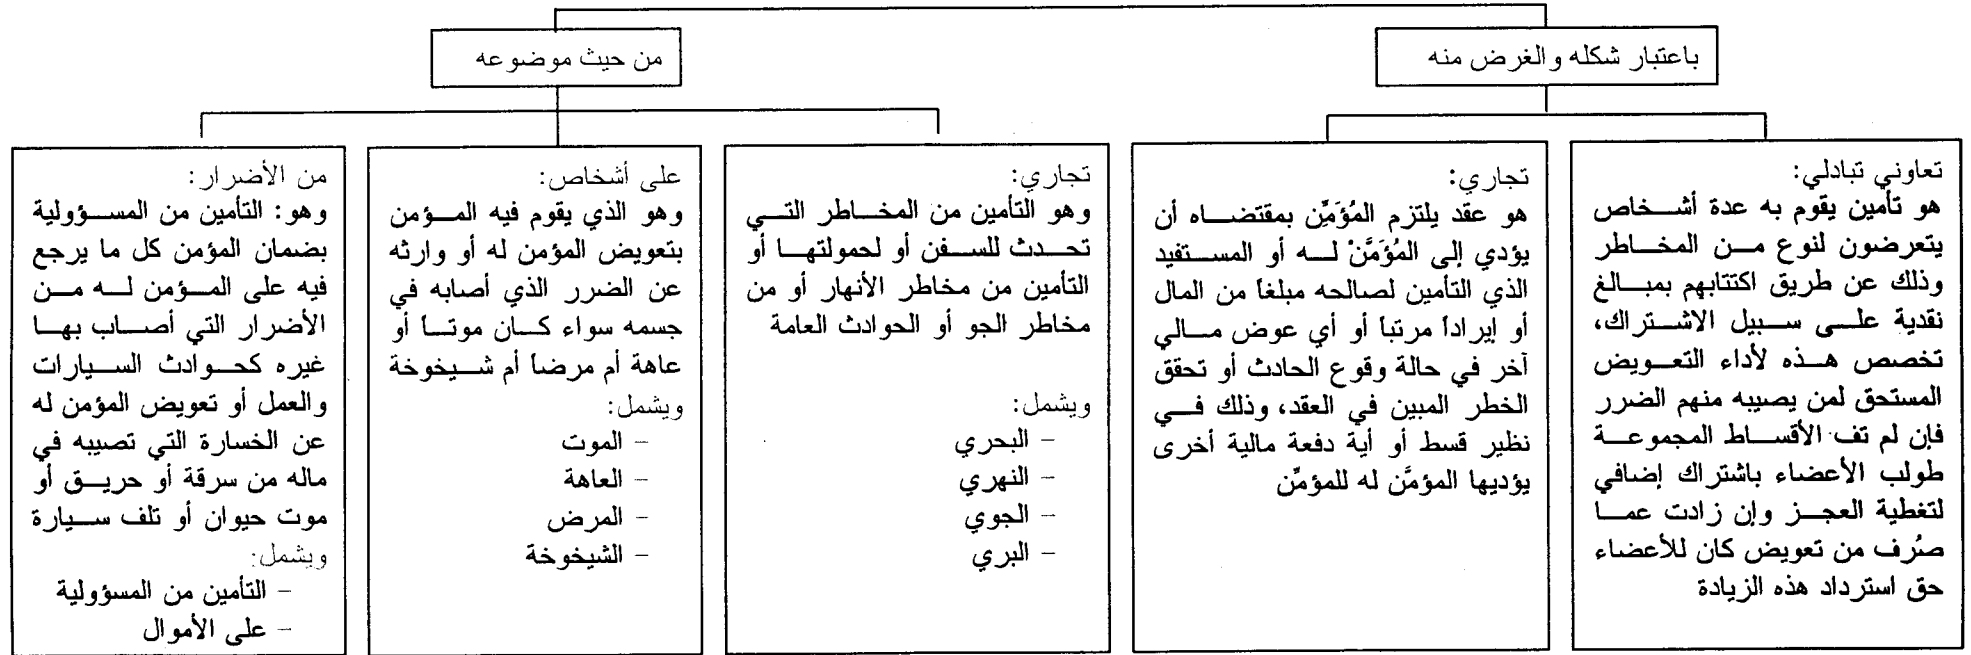 باعتبار شكله والغرض منه
من حيث موضوعه
تعاوني تبادلي:
هو تأمين يقوم به عدة أشخاص
يتعرضون لنوع من المخاطر
وذلك عن طريق اكتتابهم بمبالغ
نقدية على سبيل الاشتراك،
تخصص هذه لأداء التعويض
المستحق لمن يصيبه منهم الضرر
فإن لم تف الأقساط المجموعة
طولب الأعضاء باشتراك إضافي
لتغطية العجز وإن زادت عما
صُرف من تعويض كان للأعضاء
حق استرداد هذه الزيادة
تجاري:
هو عقد يلتزم المُؤَمِّن بمقتضاه أن
يؤدي إلى المُؤَمَّنْ له أو المستفيد
الذي التأمين لصالحه مبلغاً من المال
أو إيراداً مرتباً أو أي عوض مالي
آخر في حالة وقوع الحادث أو تحقق
الخطر المبين في العقد، وذلك في
نظير قسط أو أية دفعة مالية أخرى
يؤديها المؤمَّن له للمؤمِّن
تجاري:
وهو التأمين من المخاطر التي
تحدث للسفن أو لحمولتها أو
التأمين من مخاطر الأنهار أو من
مخاطر الجو أو الحوادث العامة
ويشمل:
– البحري
– النهري
– الجوي
– البري
على أشخاص:
وهو الذي يقوم فيه المؤمن
بتعويض المؤمن له أو وارثه
عن الضرر الذي أصابه في
جسمه سواء كان موتاً أو
عاهة أم مرضاً أم شيخوخة
ويشمل:
– الموت
– العاهة
– المرض
– الشيخوخة
من الأضرار:
وهو: التأمين من المسؤولية
بضمان المؤمن كل ما يرجع
فيه على المؤمن له من
الأضرار التي أصاب بها
غيره كحوادث السيارات
والعمل أو تعويض المؤمن له
عن الخسارة التي تصيبه في
ماله من سرقة أو حريق أو
موت حيوان أو تلف سيارة
ويشمل:
– التأمين من المسؤولية
– على الأموال